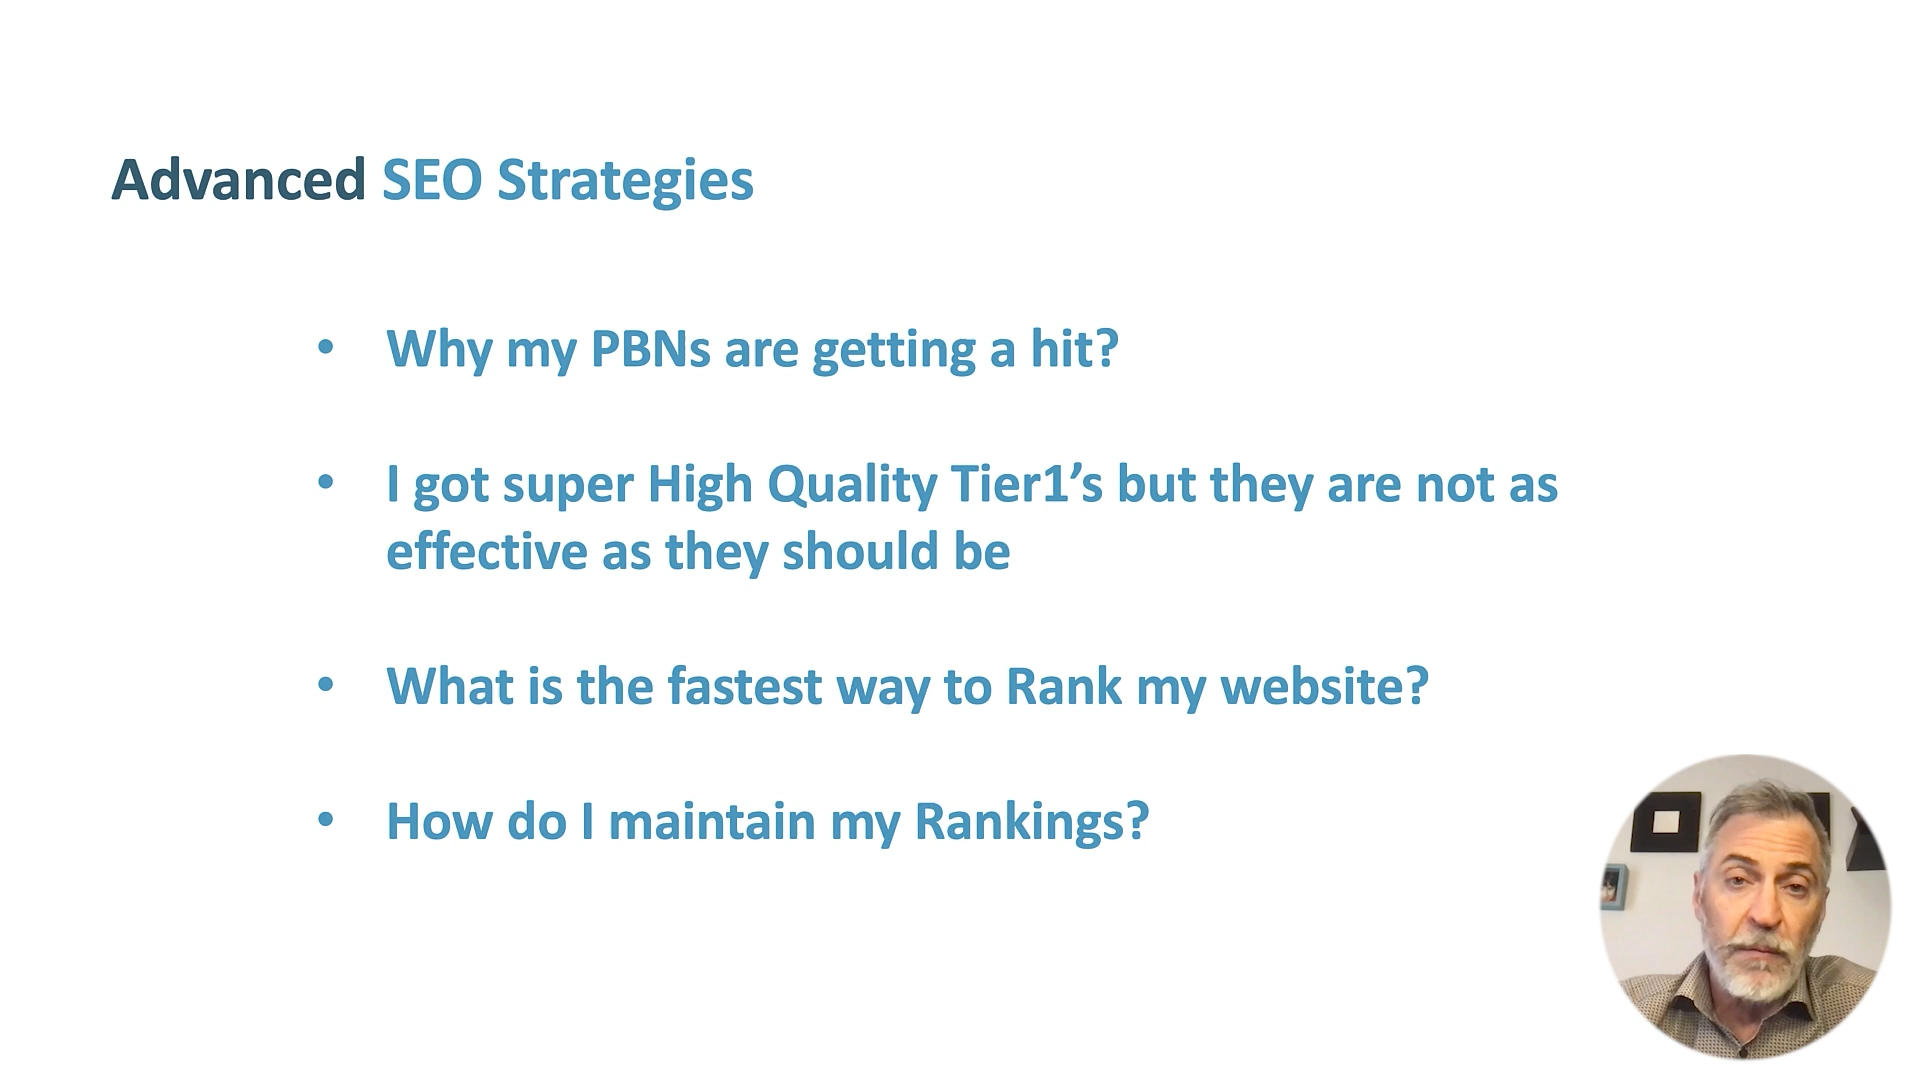 Advanced SEO Strategies
• Why my PBNs are getting a hit?
• I got super High Quality Tier1’s but they are not as
effective as they should be
• What is the fastest way to Rank my website?
• How do I maintain my Rankings?